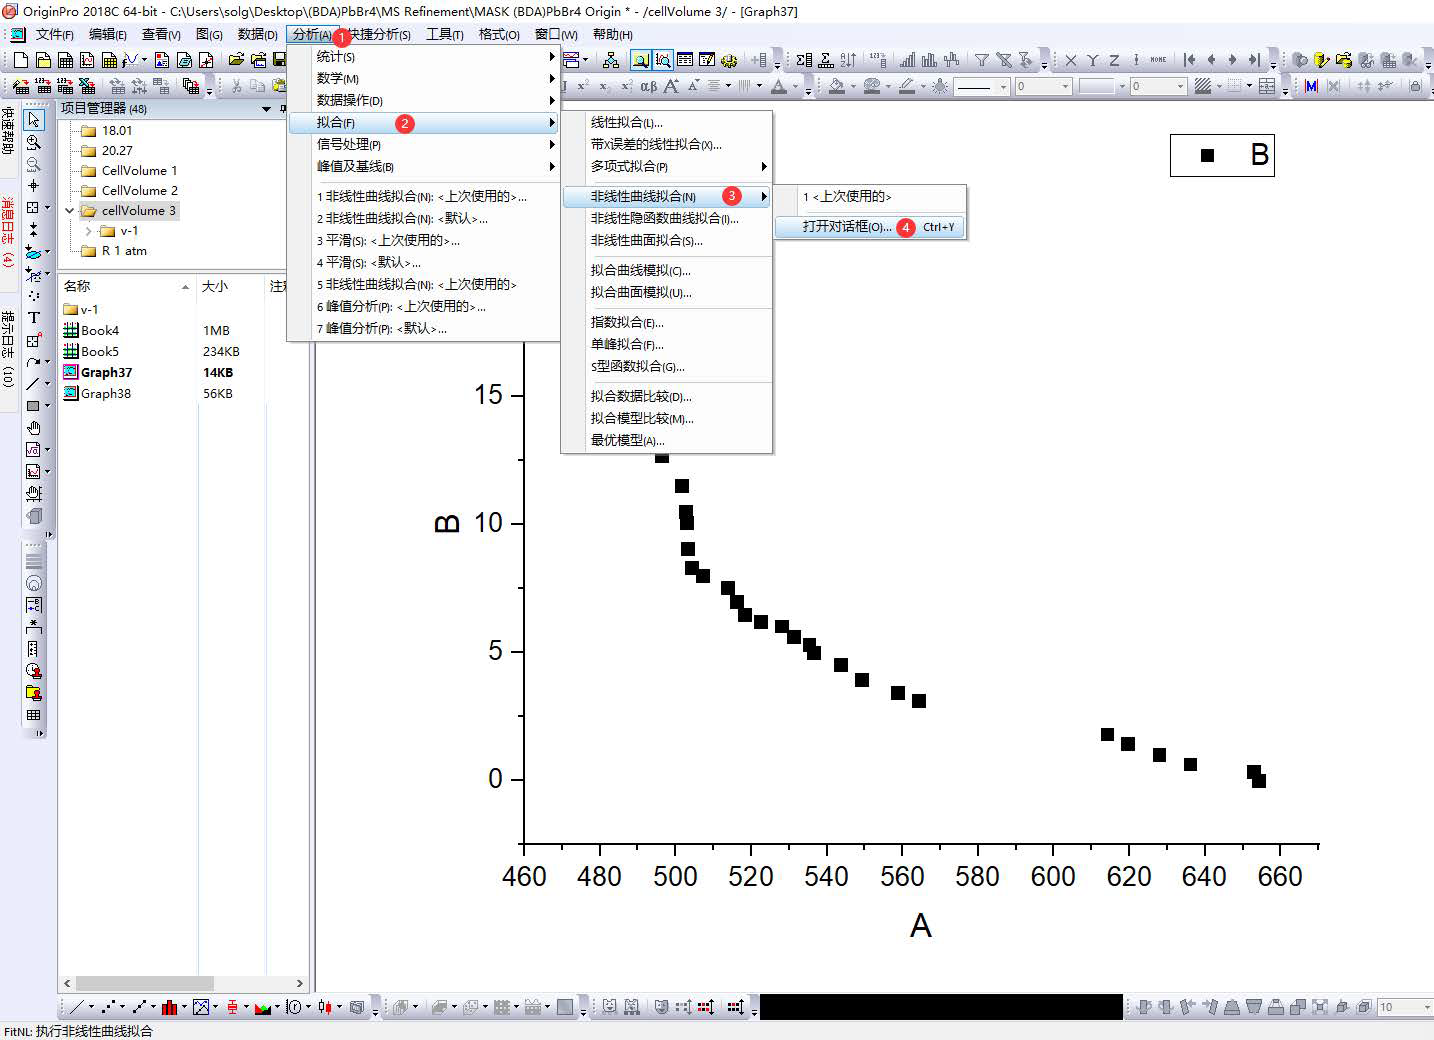 OriginPro 2018C 64-bit - C:\Users\solg\Desktop\(BDA)PbBr4\MS Refinement\MASK (BDA)PbBr4 Origin * - /cellVolume 3/ - [Graph37]
文件(F) 编辑(E) 查看(V) 图(G) 数据(D) 分析(A) 1 快捷分析(S) 工具(T) 格式(O) 窗口(W) 帮助(H)
项目管理器 (48)
18.01
20.27
CellVolume 1
CellVolume 2
cellVolume 3
v-1
R 1 atm
名称 大小 注
v-1
Book4 1MB
Book5 234KB
Graph37 14KB
Graph38 56KB
快速帮助
消息日志 (4)
提示日志 (10)
统计(S)
数学(M)
数据操作(D)
拟合(F) 2
信号处理(P)
峰值及基线(B)
1 非线性曲线拟合(N): <上次使用的>...
2 非线性曲线拟合(N): <默认>...
3 平滑(S): <上次使用的>...
4 平滑(S): <默认>...
5 非线性曲线拟合(N): <上次使用的>
6 峰值分析(P): <上次使用的>...
7 峰值分析(P): <默认>...
线性拟合(L)...
带X误差的线性拟合(X)...
多项式拟合(P)
非线性曲线拟合(N) 3
非线性隐函数曲线拟合(I)...
非线性曲面拟合(S)...
拟合曲线模拟(C)...
拟合曲面模拟(U)...
指数拟合(E)...
单峰拟合(F)...
S型函数拟合(G)...
拟合数据比较(D)...
拟合模型比较(M)...
最优模型(A)...
1 <上次使用的>
打开对话框(O)... 4 Ctrl+Y
B
15
10
5
0
B
460 480 500 520 540 560 580 600 620 640 660
A
X Y Z NONE
αβ A A
0 0
M
T
10
FitNL: 执行非线性曲线拟合